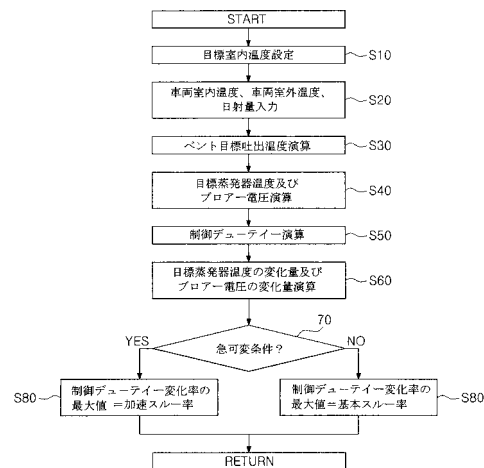 START
目標室内温度設定
S10
車両室内温度、車両室外温度、
日射量入力
S20
ベント目標吐出温度演算
S30
目標蒸発器温度及び
ブロアー電圧演算
S40
制御デューテイー演算
S50
目標蒸発器温度の変化量及び
ブロアー電圧の変化量演算
S60
70
急可変条件？
YES
NO
S80
制御デューテイー変化率の
最大値＝加速スルー率
制御デューテイー変化率の
最大値＝基本スルー率
S80
RETURN